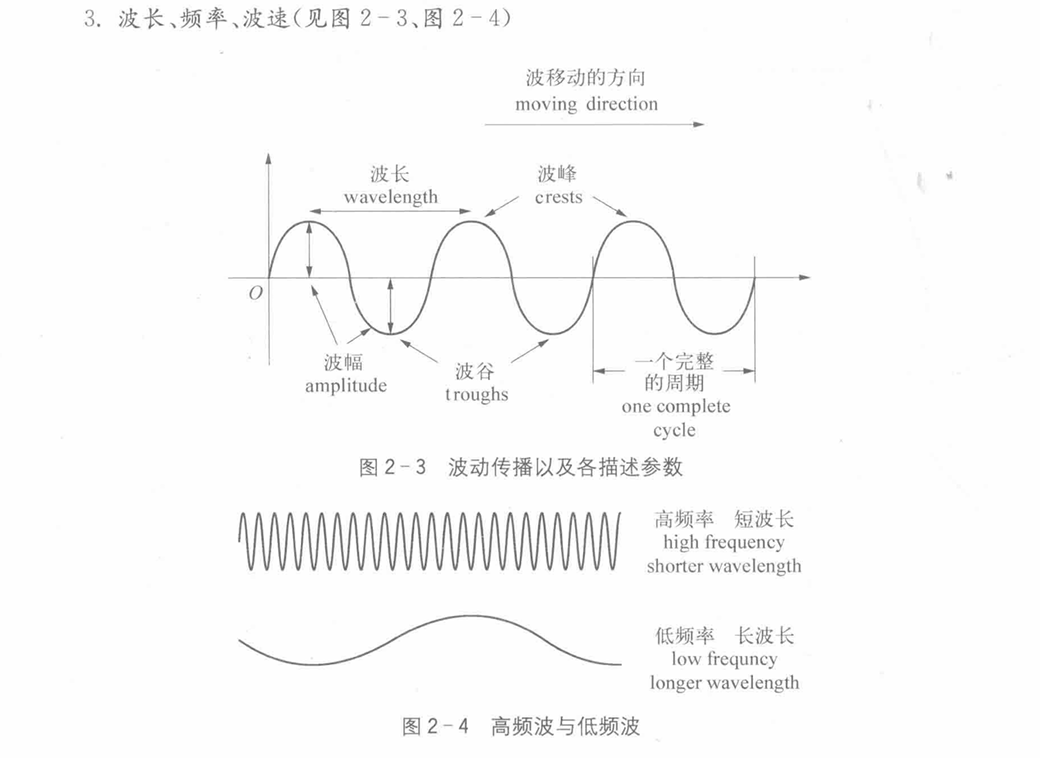 3. 波长、频率、波速(见图 2-3、图 2-4)
波移动的方向
moving direction
波长
wavelength
波峰
crests
O
波幅
amplitude
波谷
troughs
一个完整
的周期
one complete
cycle
图 2-3 波动传播以及各描述参数
高频率 短波长
high frequency
shorter wavelength
低频率 长波长
low frequncy
longer wavelength
图 2-4 高频波与低频波